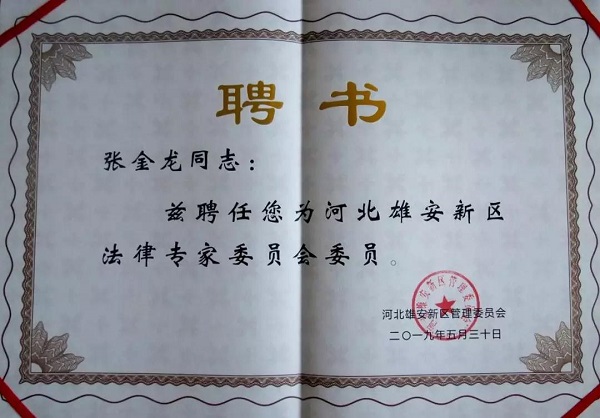 聘书
张金龙同志：
兹聘任您为河北雄安新区
法律专家委员会委员。
河北雄安新区管理委员会
二〇一九年五月三十日